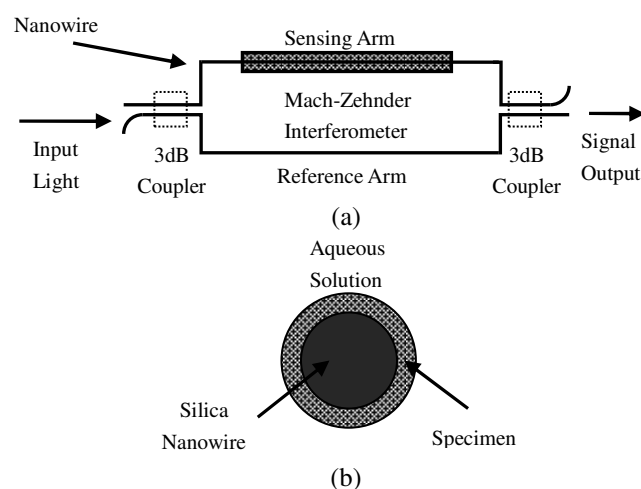 Nanowire
Sensing Arm
Mach-Zehnder
Interferometer
Input
Light
3dB
Coupler
3dB
Coupler
Signal
Output
Reference Arm
(a)
Aqueous
Solution
Silica
Nanowire
Specimen
(b)